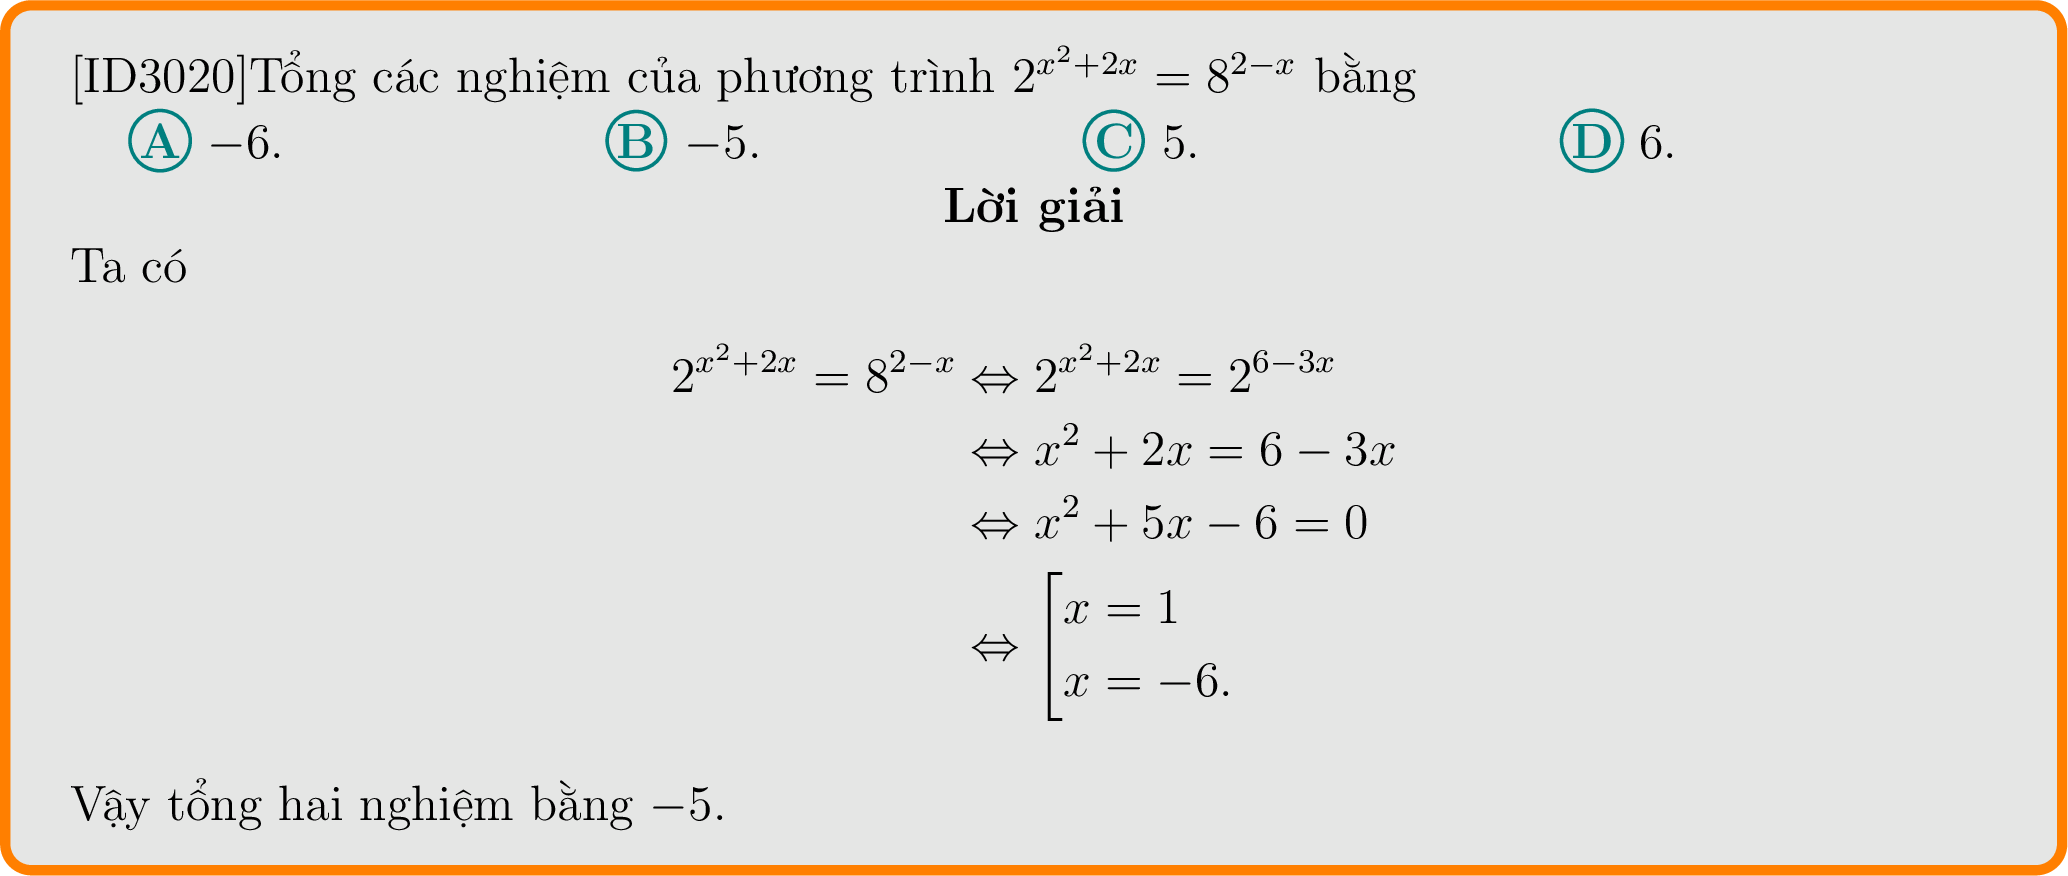 [ID3020]Tổng các nghiệm của phương trình $2^{x^2+2x} = 8^{2-x}$ bằng
Ⓐ −6. Ⓑ −5. Ⓒ 5. Ⓓ 6.
Lời giải
Ta có
$2^{x^2+2x} = 8^{2-x} \Leftrightarrow 2^{x^2+2x} = 2^{6-3x}$
$\Leftrightarrow x^2 + 2x = 6 - 3x$
$\Leftrightarrow x^2 + 5x - 6 = 0$
$\Leftrightarrow \left[\begin{matrix} x = 1 \\ x = -6. \end{matrix}\right.$
Vậy tổng hai nghiệm bằng −5.